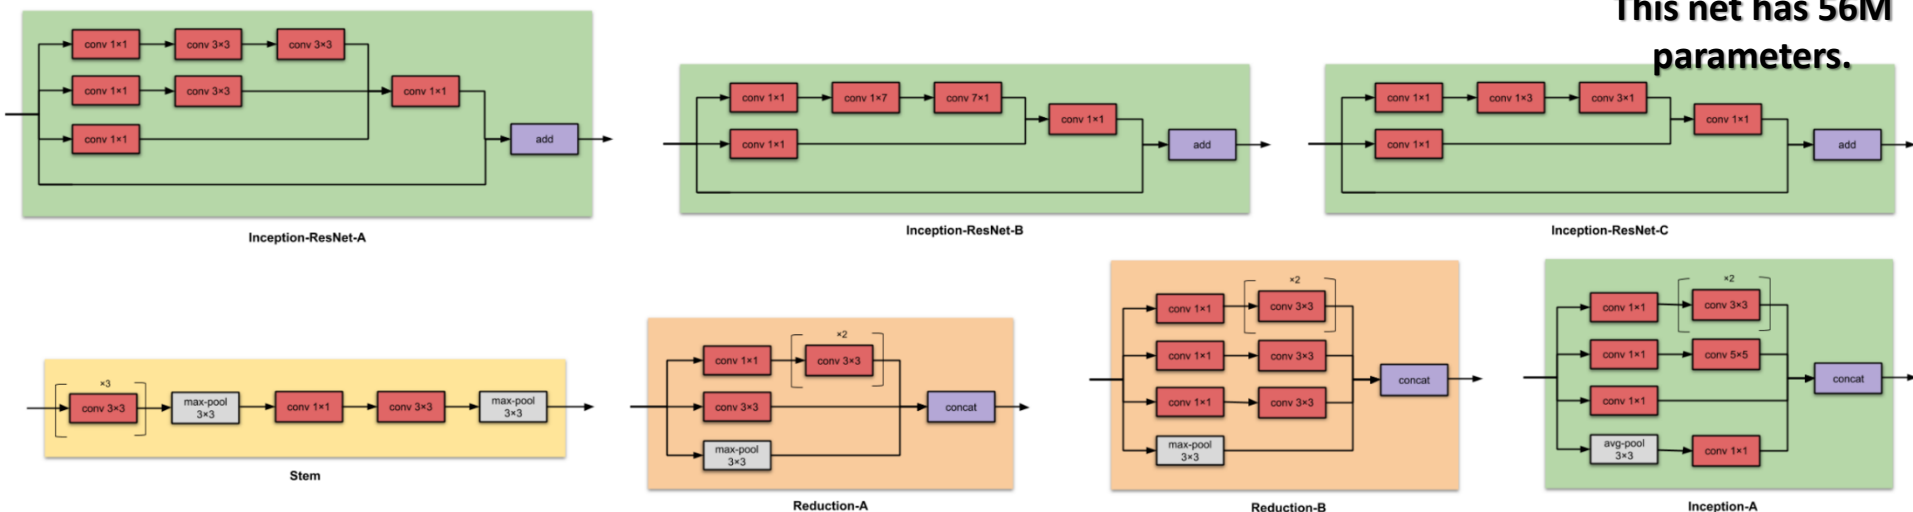 This net has 56M
parameters.
conv 1×1
conv 3×3
conv 3×3
conv 1×1
conv 3×3
conv 1×1
conv 1×1
add
Inception-ResNet-A
conv 1×1
conv 1×7
conv 7×1
conv 1×1
conv 1×1
add
Inception-ResNet-B
conv 1×1
conv 1×3
conv 3×1
conv 1×1
conv 1×1
add
Inception-ResNet-C
×3
conv 3×3
max-pool
3×3
conv 1×1
conv 3×3
max-pool
3×3
Stem
×2
conv 1×1
conv 3×3
conv 3×3
concat
max-pool
3×3
Reduction-A
×2
conv 1×1
conv 3×3
conv 1×1
conv 3×3
concat
conv 1×1
conv 3×3
max-pool
3×3
Reduction-B
×2
conv 1×1
conv 3×3
conv 1×1
conv 5×5
concat
conv 1×1
avg-pool
3×3
conv 1×1
Inception-A